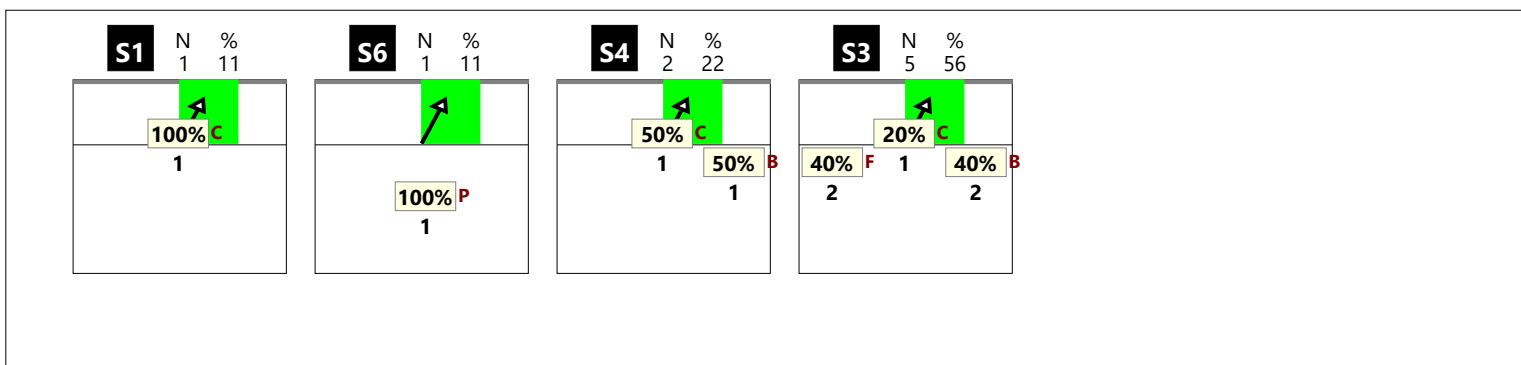 S1 N % S6 N % S4 N % S3 N %
1 11 1 11 2 22 5 56
100% C 50% C 20% C
1 1 50% B 40% F 1 40% B
100% P 1 2 2
1